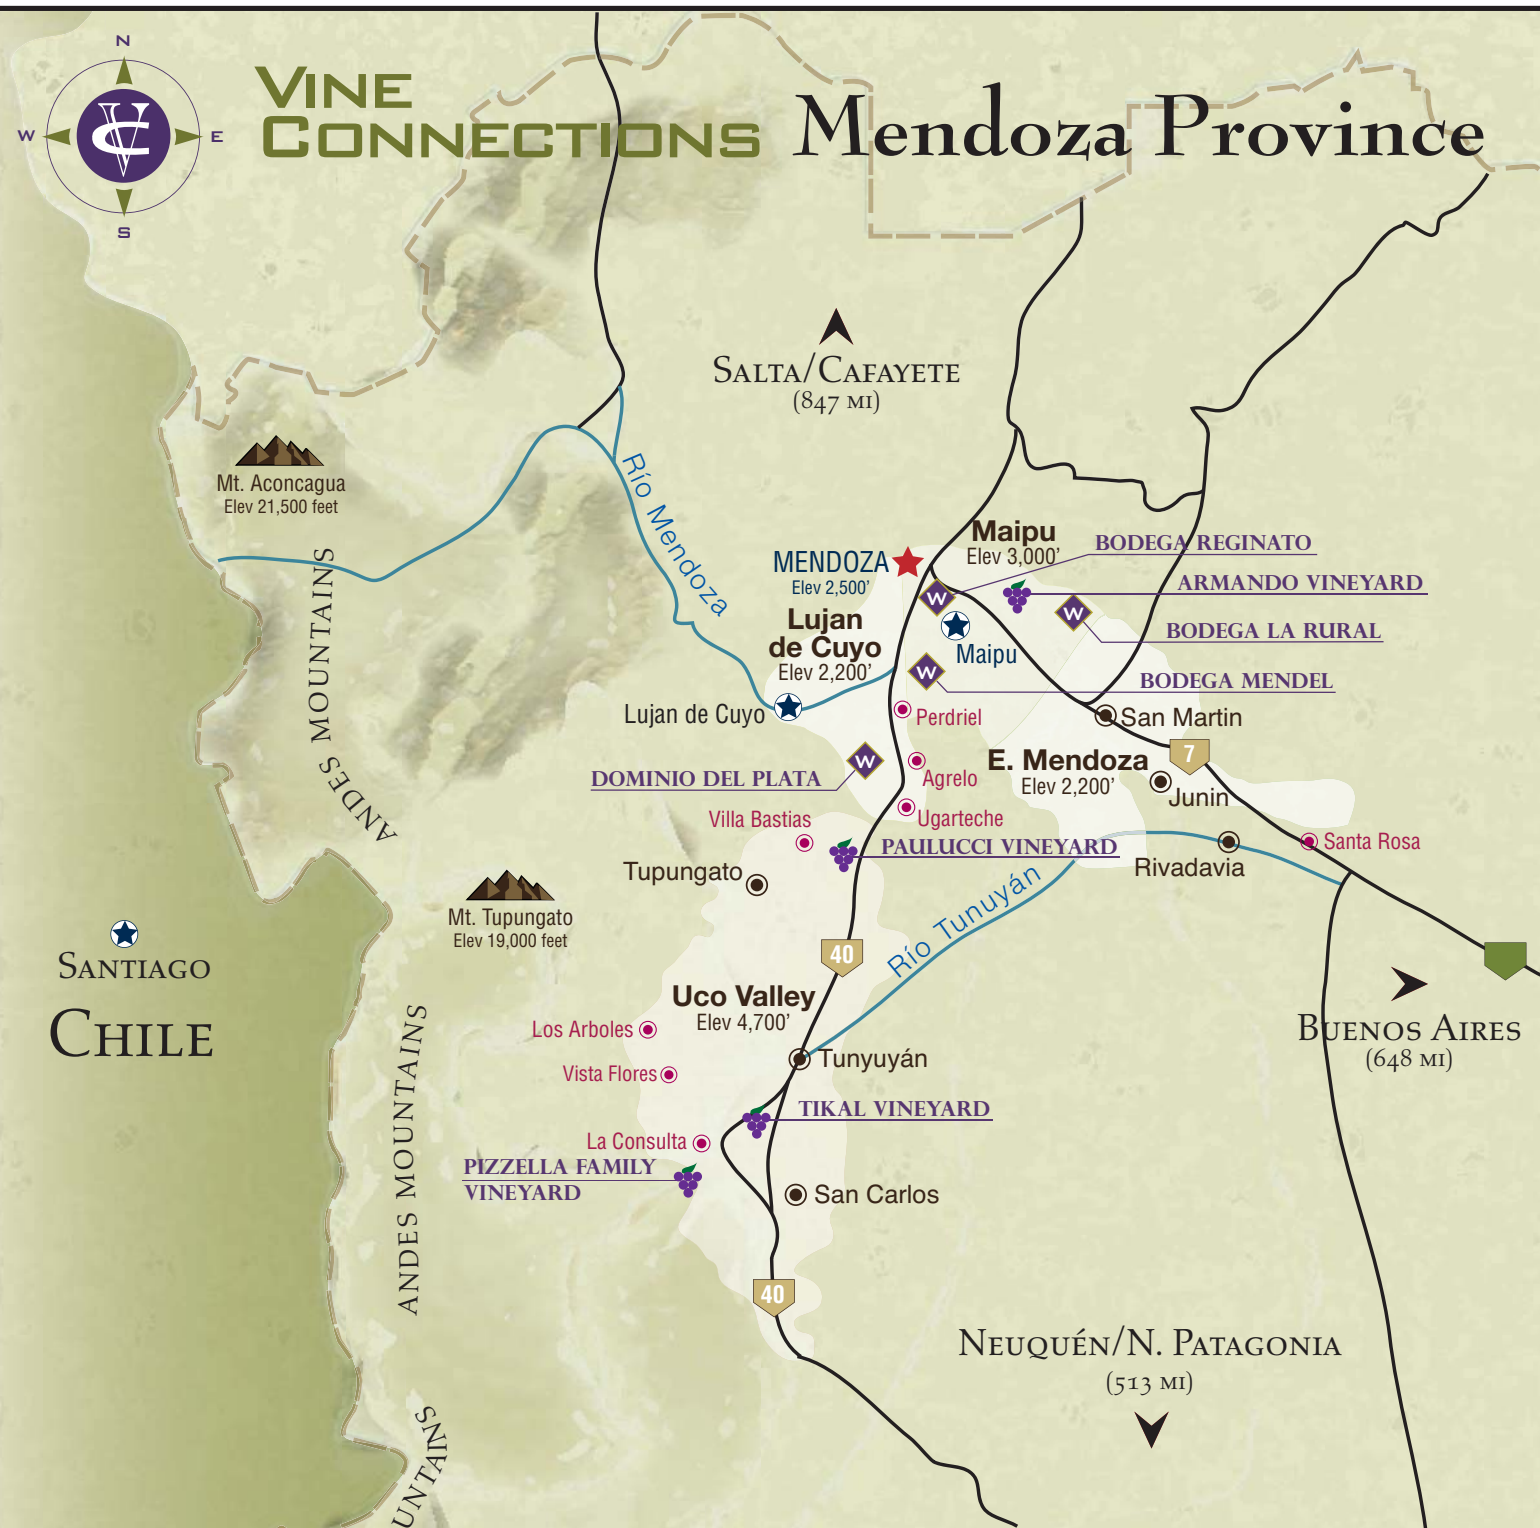 N
W
E
S
VC
VINE
CONNECTIONS
Mendoza Province
SALTA/CAFAYETE
(847 MI)
Mt. Aconcagua
Elev 21,500 feet
Río Mendoza
ANDES MOUNTAINS
MENDOZA
Elev 2,500’
Maipu
Elev 3,000’
BODEGA REGINATO
ARMANDO VINEYARD
W
W
BODEGA LA RURAL
Lujan
de Cuyo
Elev 2,200’
Maipu
W
BODEGA MENDEL
Lujan de Cuyo
Perdriel
San Martin
7
E. Mendoza
Elev 2,200’
W
DOMINIO DEL PLATA
Agrelo
Junin
Ugarteche
Villa Bastias
PAULUCCI VINEYARD
Santa Rosa
Rivadavia
Tupungato
Mt. Tupungato
Elev 19,000 feet
Río Tunuyán
40
SANTIAGO
CHILE
Uco Valley
Elev 4,700’
Los Arboles
BUENOS AIRES
(648 MI)
Tunyuyán
Vista Flores
ANDES MOUNTAINS
TIKAL VINEYARD
La Consulta
PIZZELLA FAMILY
VINEYARD
San Carlos
40
NEUQUÉN/N. PATAGONIA
(513 MI)
UNTAINS